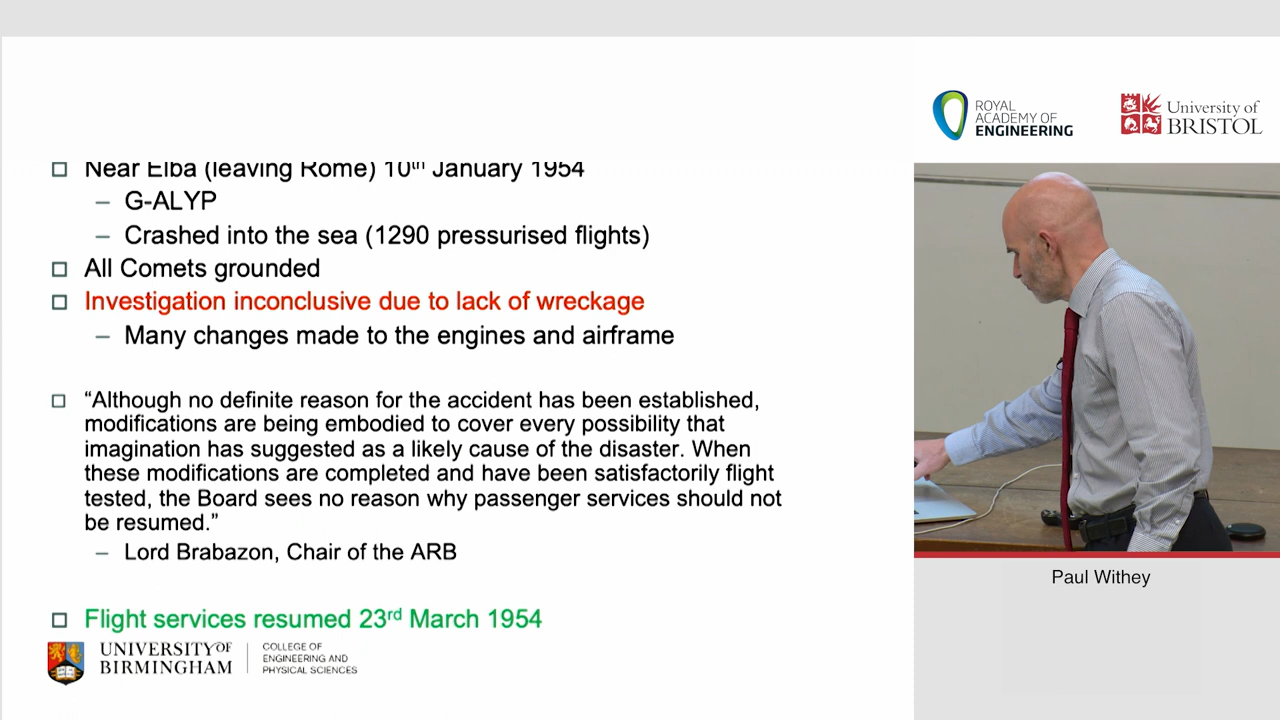 ROYAL
ACADEMY OF
ENGINEERING
University of
BRISTOL
□ Near Elba (leaving Rome) 10th January 1954
– G-ALYP
– Crashed into the sea (1290 pressurised flights)
□ All Comets grounded
□ Investigation inconclusive due to lack of wreckage
– Many changes made to the engines and airframe
□ “Although no definite reason for the accident has been established,
modifications are being embodied to cover every possibility that
imagination has suggested as a likely cause of the disaster. When
these modifications are completed and have been satisfactorily flight
tested, the Board sees no reason why passenger services should not
be resumed.”
– Lord Brabazon, Chair of the ARB
□ Flight services resumed 23rd March 1954
UNIVERSITY OF
BIRMINGHAM
COLLEGE OF
ENGINEERING AND
PHYSICAL SCIENCES
Paul Withey